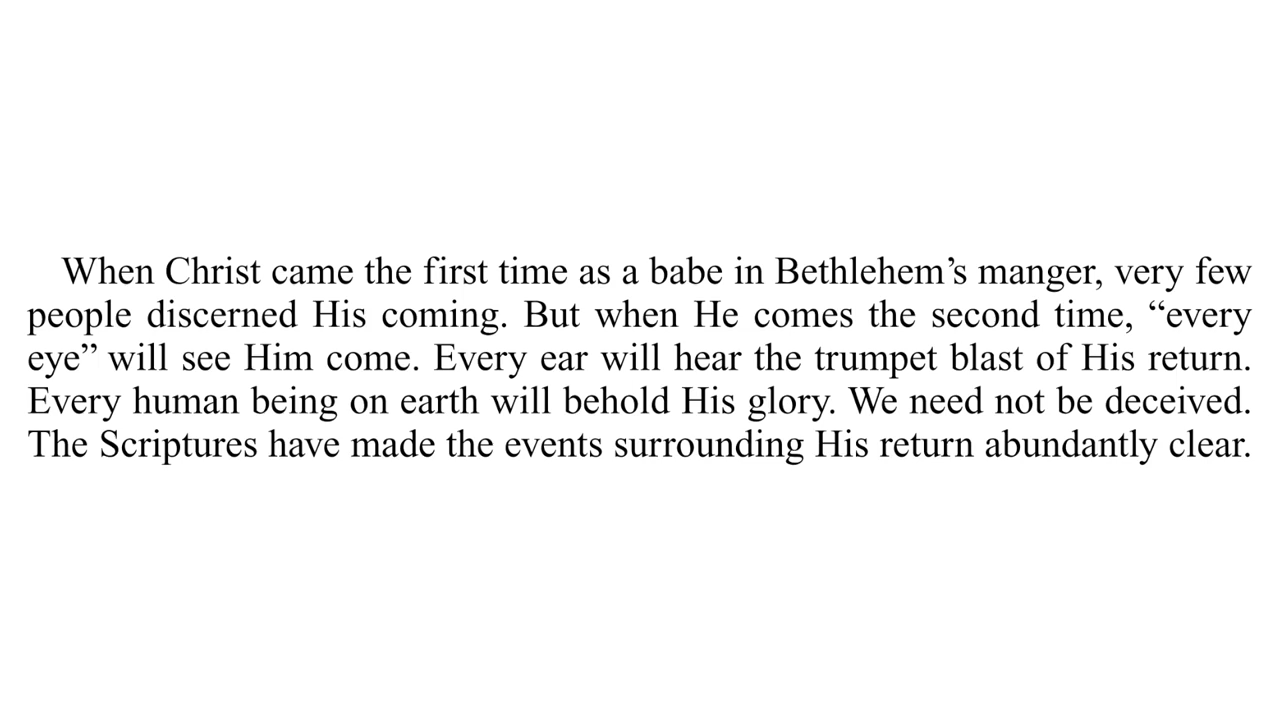 When Christ came the first time as a babe in Bethlehem’s manger, very few
people discerned His coming. But when He comes the second time, “every
eye” will see Him come. Every ear will hear the trumpet blast of His return.
Every human being on earth will behold His glory. We need not be deceived.
The Scriptures have made the events surrounding His return abundantly clear.